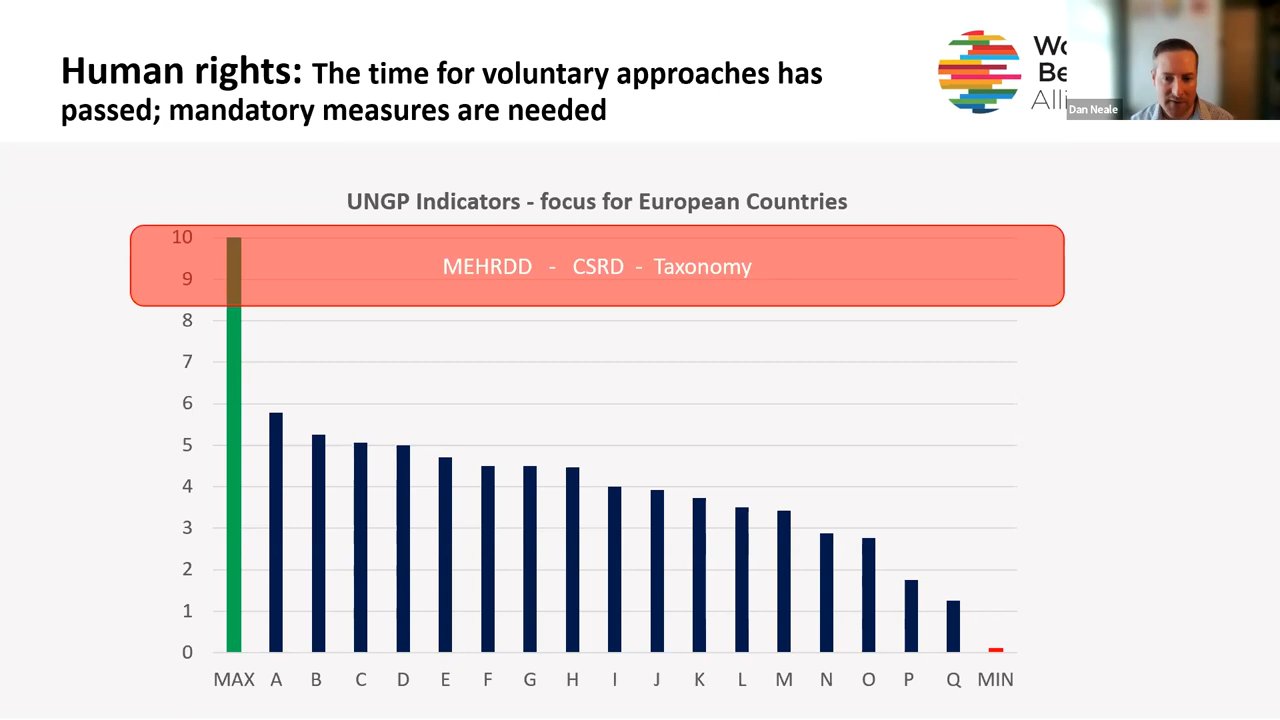 Human rights: The time for voluntary approaches has
passed; mandatory measures are needed
Dan Neale
UNGP Indicators - focus for European Countries
MEHRDD - CSRD - Taxonomy
10
9
8
7
6
5
4
3
2
1
0
MAX A B C D E F G H I J K L M N O P Q MIN